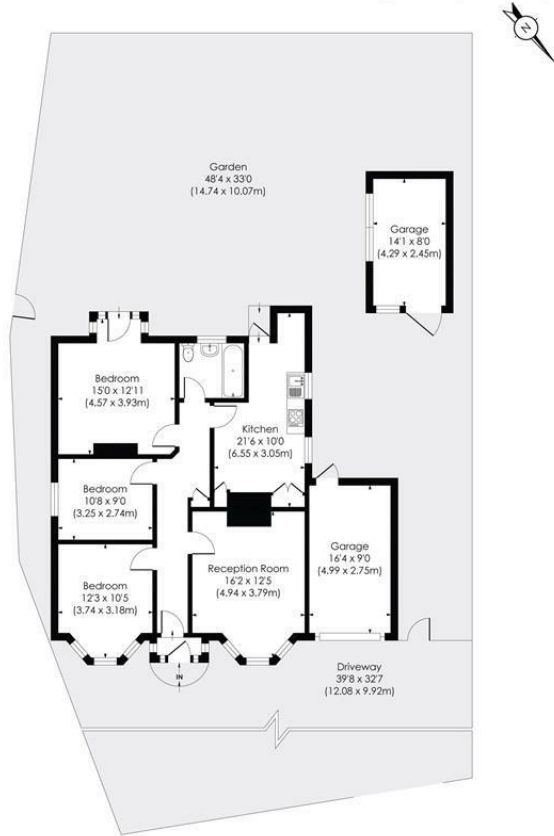 N
Garden
48'4 x 33'0
(14.74 x 10.07m)
Garage
14'1 x 8'0
(4.29 x 2.45m)
Bedroom
15'0 x 12'11
(4.57 x 3.93m)
Kitchen
21'6 x 10'0
(6.55 x 3.05m)
Bedroom
10'8 x 9'0
(3.25 x 2.74m)
Bedroom
12'3 x 10'5
(3.74 x 3.18m)
Reception Room
16'2 x 12'5
(4.94 x 3.79m)
Garage
16'4 x 9'0
(4.99 x 2.75m)
IN
Driveway
39'8 x 32'7
(12.08 x 9.92m)